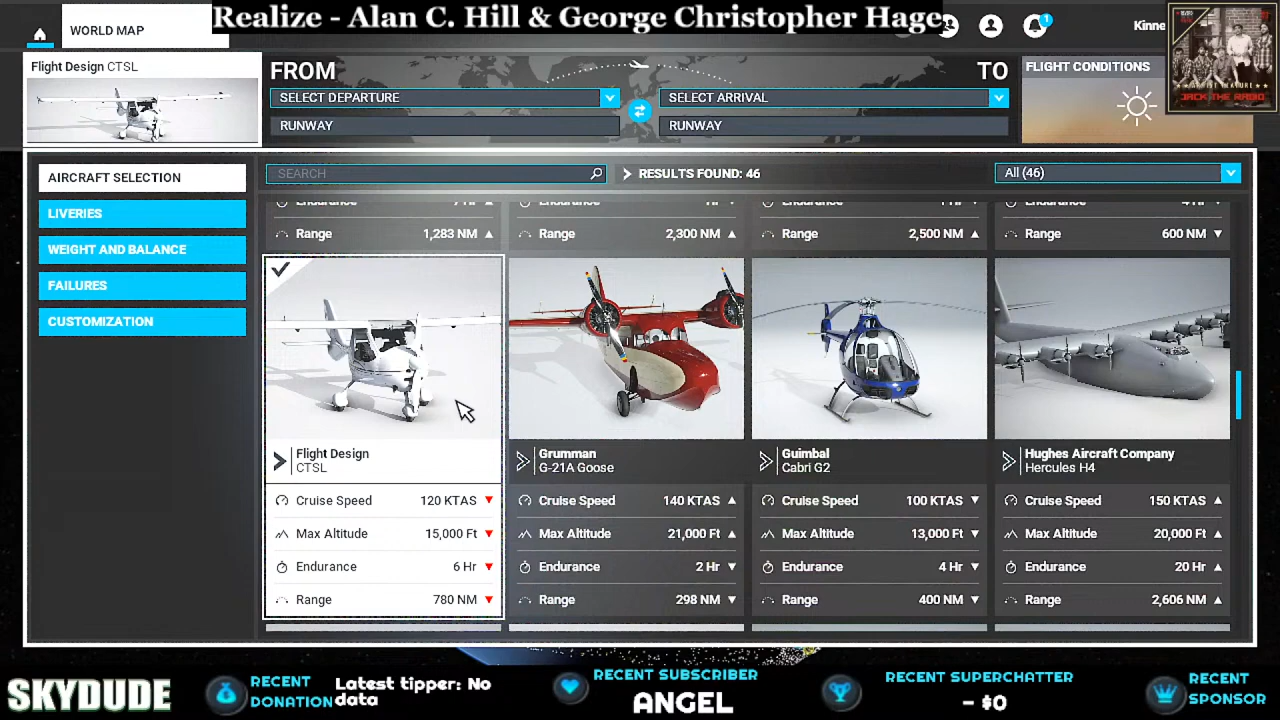 Realize - Alan C. Hill & George Christopher Hage
WORLD MAP
1
Kinne
Flight Design CTSL
FROM
TO
SELECT DEPARTURE
SELECT ARRIVAL
RUNWAY
RUNWAY
FLIGHT CONDITIONS
JACK THE RADIO
AIRCRAFT SELECTION
LIVERIES
WEIGHT AND BALANCE
FAILURES
CUSTOMIZATION
SEARCH
RESULTS FOUND: 46
All (46)
Range 1,283 NM
Range 2,300 NM
Range 2,500 NM
Range 600 NM
Flight Design
CTSL
Cruise Speed 120 KTAS
Max Altitude 15,000 Ft
Endurance 6 Hr
Range 780 NM
Grumman
G-21A Goose
Cruise Speed 140 KTAS
Max Altitude 21,000 Ft
Endurance 2 Hr
Range 298 NM
Guimbal
Cabri G2
Cruise Speed 100 KTAS
Max Altitude 13,000 Ft
Endurance 4 Hr
Range 400 NM
Hughes Aircraft Company
Hercules H4
Cruise Speed 150 KTAS
Max Altitude 20,000 Ft
Endurance 20 Hr
Range 2,606 NM
SKYDUDE
RECENT
DONATION
Latest tipper: No
data
RECENT SUBSCRIBER
ANGEL
RECENT SUPERCHATTER
- $0
RECENT
SPONSOR